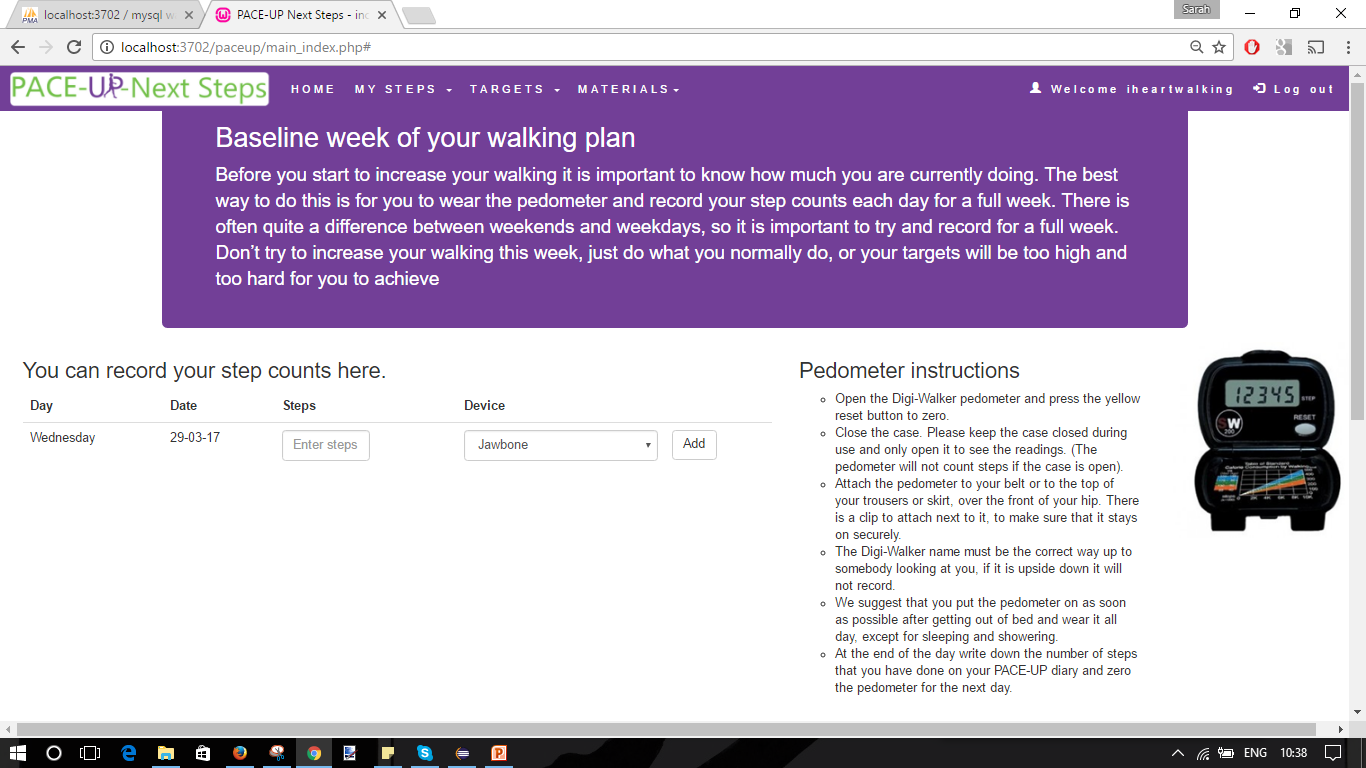 localhost:3702 / mysql w
PACE-UP Next Steps - inc
Sarah
localhost:3702/paceup/main_index.php#
PACE-UP-Next Steps
HOME
MY STEPS
TARGETS
MATERIALS
Welcome iheartwalking
Log out
Baseline week of your walking plan
Before you start to increase your walking it is important to know how much you are currently doing. The best
way to do this is for you to wear the pedometer and record your step counts each day for a full week. There is
often quite a difference between weekends and weekdays, so it is important to try and record for a full week.
Don’t try to increase your walking this week, just do what you normally do, or your targets will be too high and
too hard for you to achieve
You can record your step counts here.
Day Date Steps Device
Wednesday 29-03-17 Enter steps Jawbone Add
Pedometer instructions
Open the Digi-Walker pedometer and press the yellow
reset button to zero.
Close the case. Please keep the case closed during
use and only open it to see the readings. (The
pedometer will not count steps if the case is open).
Attach the pedometer to your belt or to the top of
your trousers or skirt, over the front of your hip. There
is a clip to attach next to it, to make sure that it stays
on securely.
The Digi-Walker name must be the correct way up to
somebody looking at you, if it is upside down it will
not record.
We suggest that you put the pedometer on as soon
as possible after getting out of bed and wear it all
day, except for sleeping and showering.
At the end of the day write down the number of steps
that you have done on your PACE-UP diary and zero
the pedometer for the next day.
12345 STEP
RESET
SW
200
ENG 10:38